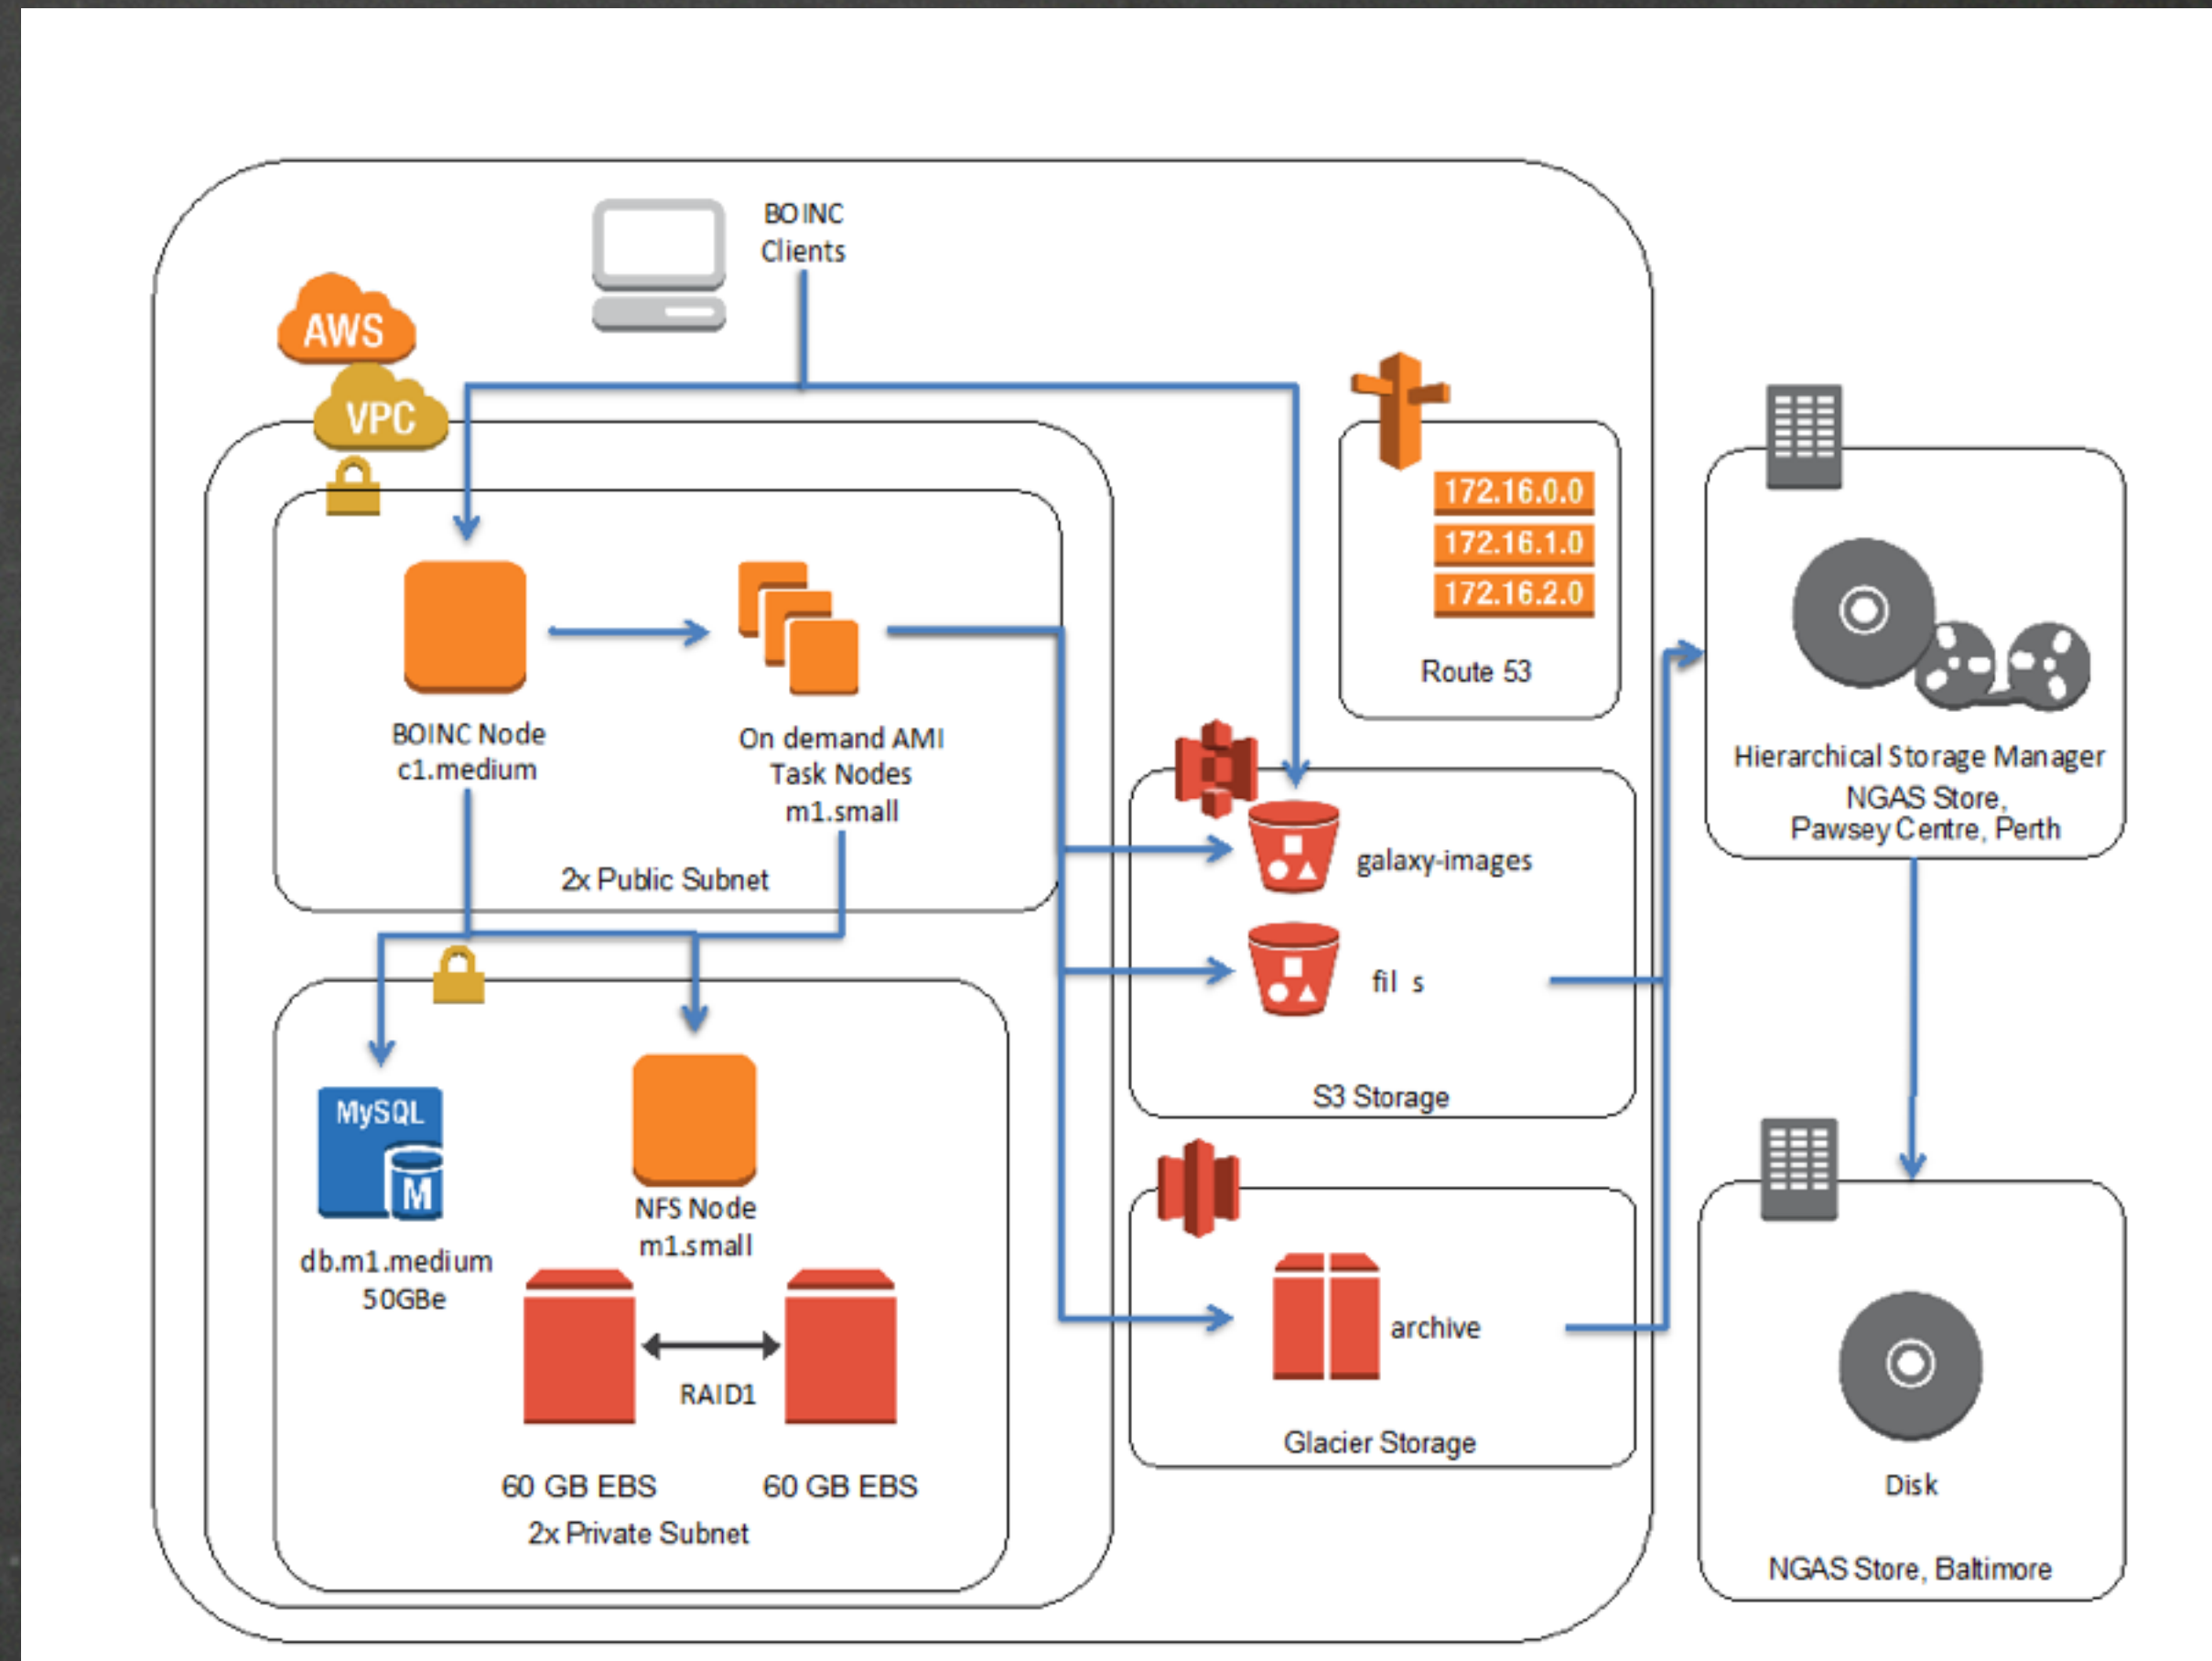 BOINC
Clients
AWS
VPC
172.16.0.0
172.16.1.0
172.16.2.0
Route 53
BOINC Node
c1.medium
On demand AMI
Task Nodes
m1.small
2x Public Subnet
galaxy-images
fil s
S3 Storage
Hierarchical Storage Manager
NGAS Store,
Pawsey Centre, Perth
MySQL
M
db.m1.medium
50GBe
NFS Node
m1.small
RAID1
60 GB EBS
60 GB EBS
2x Private Subnet
archive
Glacier Storage
Disk
NGAS Store, Baltimore